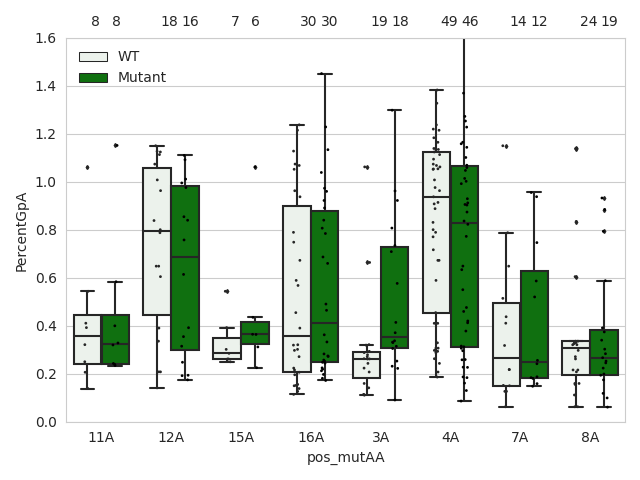 8 8 18 16 7 6 30 30 19 18 49 46 14 12 24 19
1.6
1.4
1.2
1.0
0.8
0.6
0.4
0.2
0.0
PercentGpA
WT
Mutant
11A 12A 15A 16A 3A 4A 7A 8A
pos_mutAA